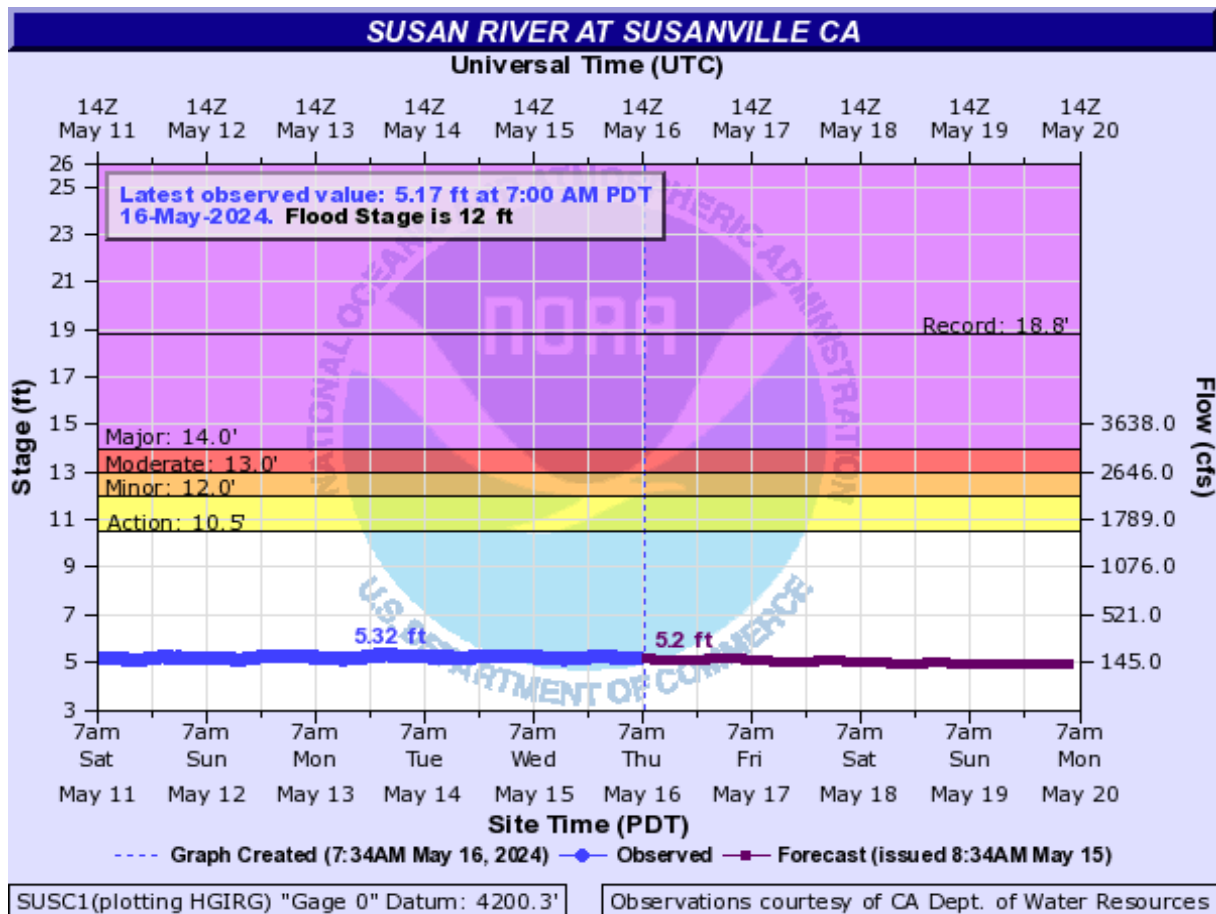 SUSAN RIVER AT SUSANVILLE CA
Universal Time (UTC)
14Z 14Z 14Z 14Z 14Z 14Z 14Z 14Z 14Z 14Z
May 11 May 12 May 13 May 14 May 15 May 16 May 17 May 18 May 19 May 20
26
25
23
21
19
17
15
13
11
9
7
5
3
Stage (ft)
Latest observed value: 5.17 ft at 7:00 AM PDT
16-May-2024. Flood Stage is 12 ft
NATIONAL OCEANIC AND ATMOSPHERIC ADMINISTRATION
NOAA
U.S. DEPARTMENT OF COMMERCE
Record: 18.8'
Major: 14.0'
Moderate: 13.0'
Minor: 12.0'
Action: 10.5'
5.32 ft
5.2 ft
3638.0
2646.0
1789.0
1076.0
521.0
145.0
Flow (cfs)
7am 7am 7am 7am 7am 7am 7am 7am 7am 7am
Sat Sun Mon Tue Wed Thu Fri Sat Sun Mon
May 11 May 12 May 13 May 14 May 15 May 16 May 17 May 18 May 19 May 20
Site Time (PDT)
Graph Created (7:34AM May 16, 2024) Observed Forecast (issued 8:34AM May 15)
SUSC1(plotting HGIRG) "Gage 0" Datum: 4200.3'
Observations courtesy of CA Dept. of Water Resources